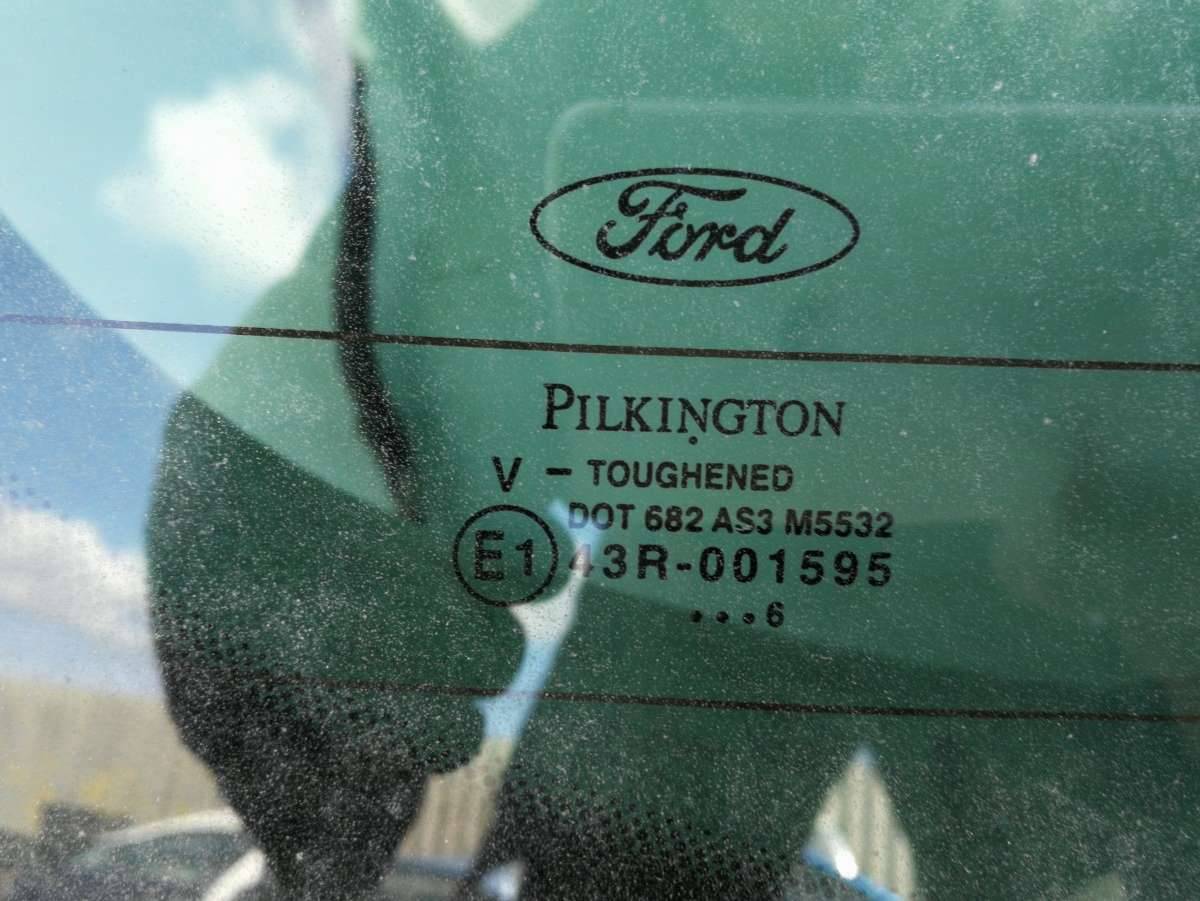 Ford
PILKINGTON
V - TOUGHENED
DOT 682 AS3 M5532
E1 43R-001595
...6